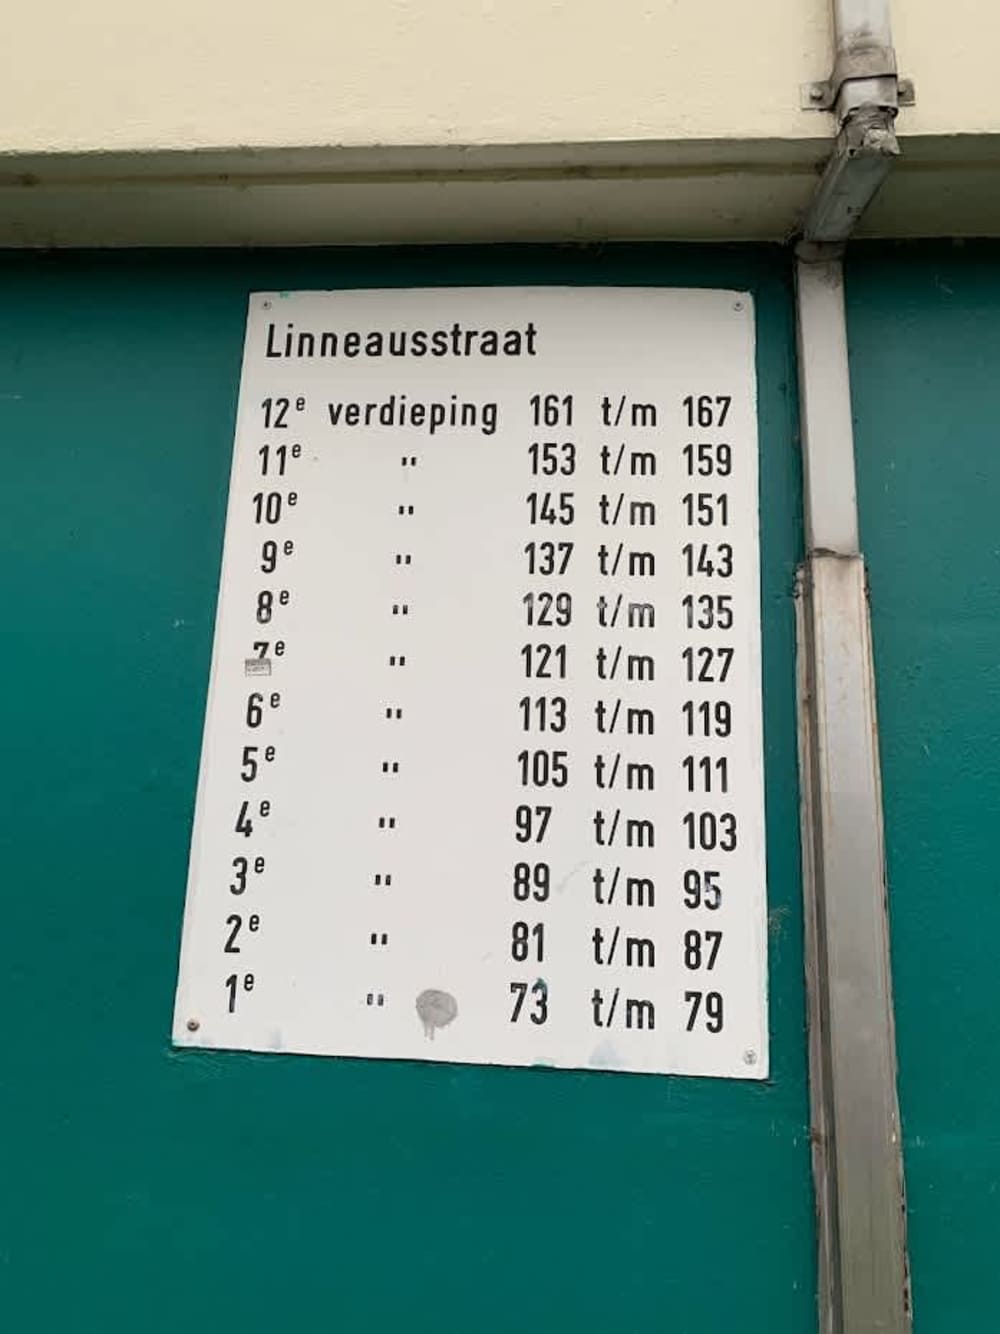 Linneausstraat
12e verdieping 161 t/m 167
11e " 153 t/m 159
10e " 145 t/m 151
9e " 137 t/m 143
8e " 129 t/m 135
7e " 121 t/m 127
6e " 113 t/m 119
5e " 105 t/m 111
4e " 97 t/m 103
3e " 89 t/m 95
2e " 81 t/m 87
1e " 73 t/m 79